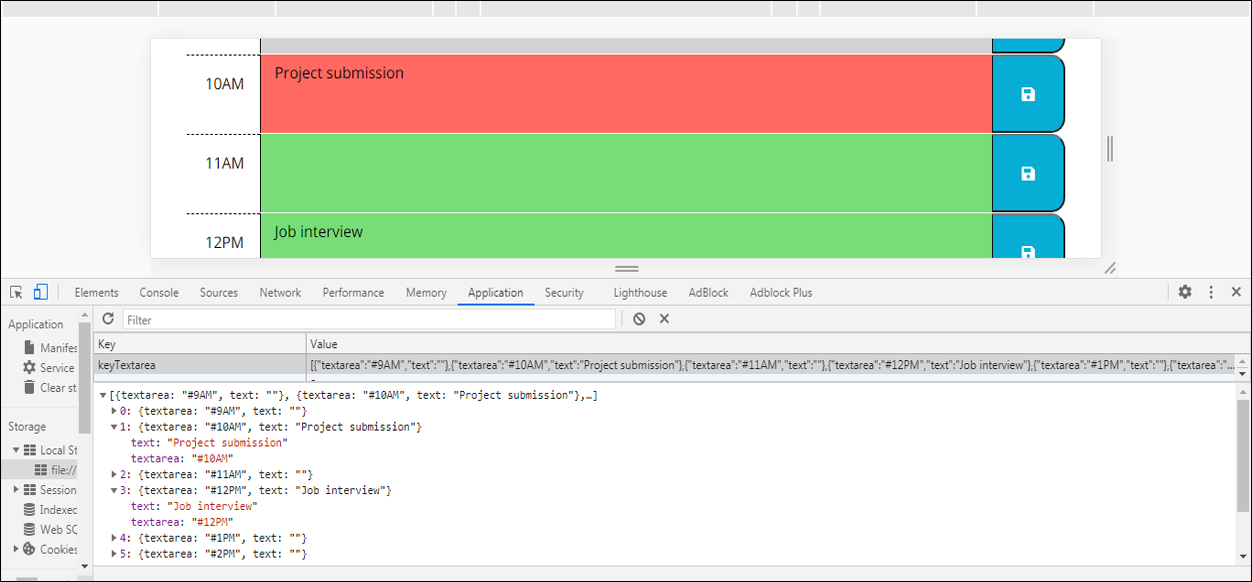 10AM Project submission
11AM
12PM Job interview
Elements Console Sources Network Performance Memory Application Security Lighthouse AdBlock Adblock Plus
Application
Filter
Manifes
Service
Clear st
Storage
Local St
file://
Session
Indexed
Web SQ
Cookies
Key Value
keyTextarea [{"textarea":"#9AM","text":""},{"textarea":"#10AM","text":"Project submission"},{"textarea":"#11AM","text":""},{"textarea":"#12PM","text":"Job interview"},{"textarea":"#1PM","text":""},{"textarea":"#...
[{textarea: "#9AM", text: ""}, {textarea: "#10AM", text: "Project submission"},…]
0: {textarea: "#9AM", text: ""}
1: {textarea: "#10AM", text: "Project submission"}
text: "Project submission"
textarea: "#10AM"
2: {textarea: "#11AM", text: ""}
3: {textarea: "#12PM", text: "Job interview"}
text: "Job interview"
textarea: "#12PM"
4: {textarea: "#1PM", text: ""}
5: {textarea: "#2PM", text: ""}